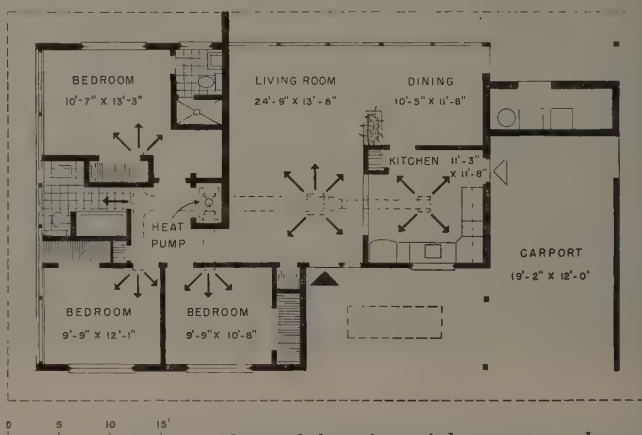 BEDROOM
10'-7" X 13'-3"
LIVING ROOM
24'-9" X 13'-8"
DINING
10'-5" X 11'-8"
KITCHEN 11'-3"
X 11'-8"
HEAT
PUMP
CARPORT
19'-2" X 12'-0"
BEDROOM
9'-9" X 12'-1"
BEDROOM
9'-9" X 10'-8"
0 5 10 15'